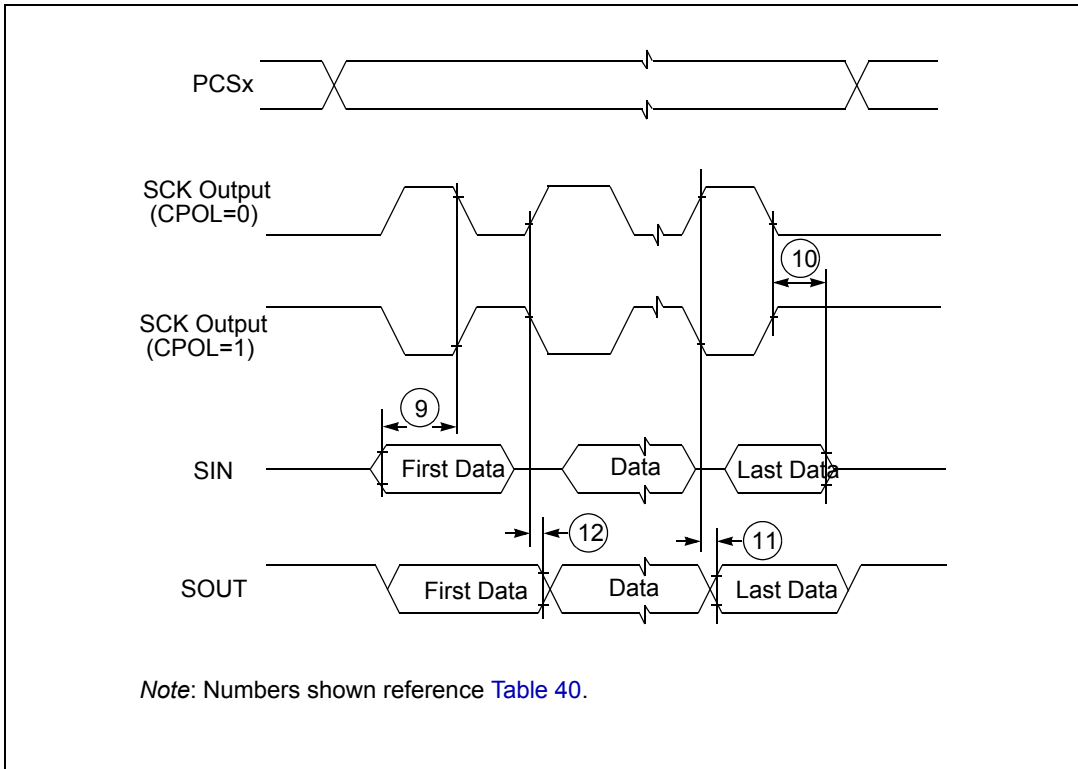 PCSx
SCK Output
(CPOL=0)
10
SCK Output
(CPOL=1)
9
SIN
First Data
Data
Last Data
12
11
SOUT
First Data
Data
Last Data
Note: Numbers shown reference Table 40.